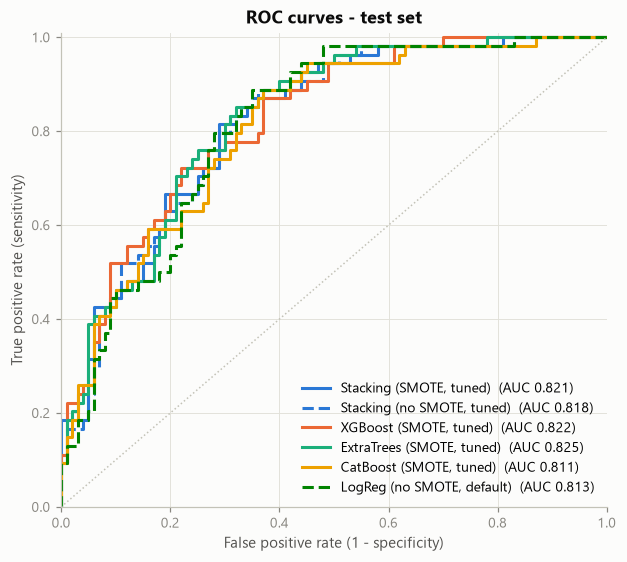 ROC curves - test set
True positive rate (sensitivity)
1.0
0.8
0.6
0.4
0.2
0.0
Stacking (SMOTE, tuned) (AUC 0.821)
Stacking (no SMOTE, tuned) (AUC 0.818)
XGBoost (SMOTE, tuned) (AUC 0.822)
ExtraTrees (SMOTE, tuned) (AUC 0.825)
CatBoost (SMOTE, tuned) (AUC 0.811)
LogReg (no SMOTE, default) (AUC 0.813)
0.0 0.2 0.4 0.6 0.8 1.0
False positive rate (1 - specificity)